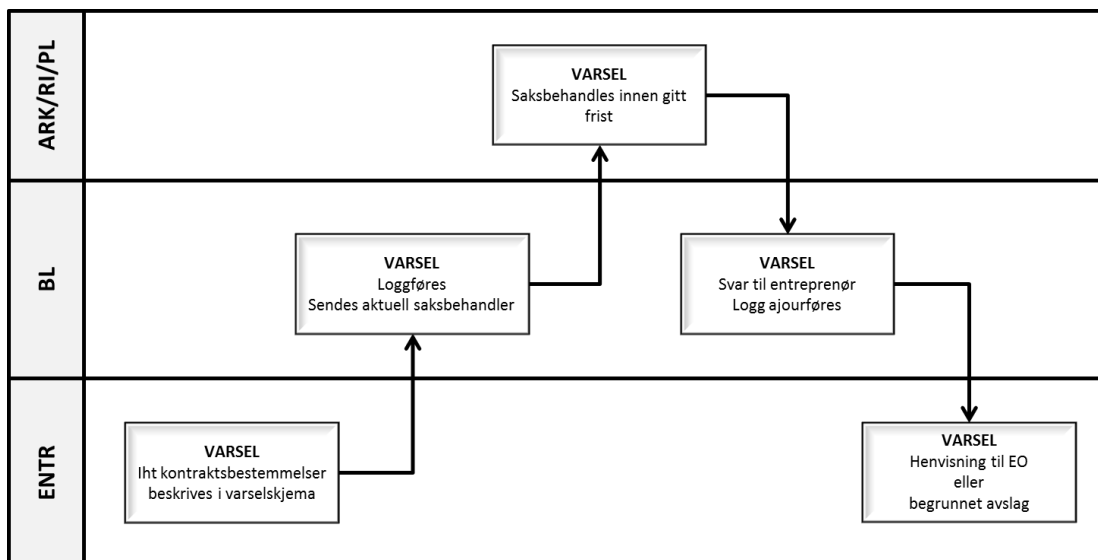 ARK/RI/PL
VARSEL
Saksbehandles innen gitt
frist
BL
VARSEL
Loggføres
Sendes aktuell saksbehandler
VARSEL
Svar til entreprenør
Logg ajourføres
ENTR
VARSEL
Iht kontraktsbestemmelser
beskrives i varselskjema
VARSEL
Henvisning til EO
eller
begrunnet avslag